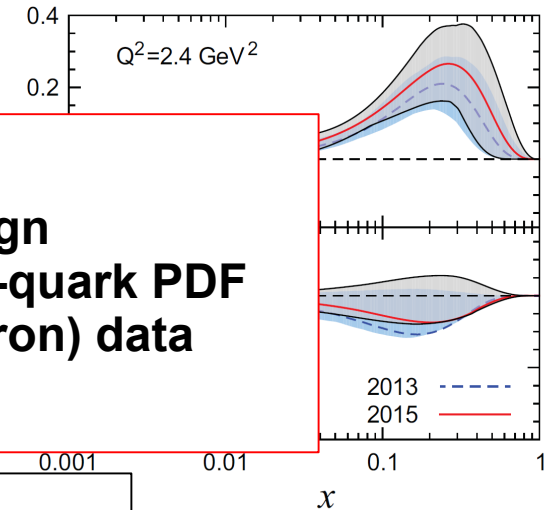 0.4
Q²=2.4 GeV²
0.2
gn
-quark PDF
ron) data
2013
2015
0.001 0.01 0.1 1
x